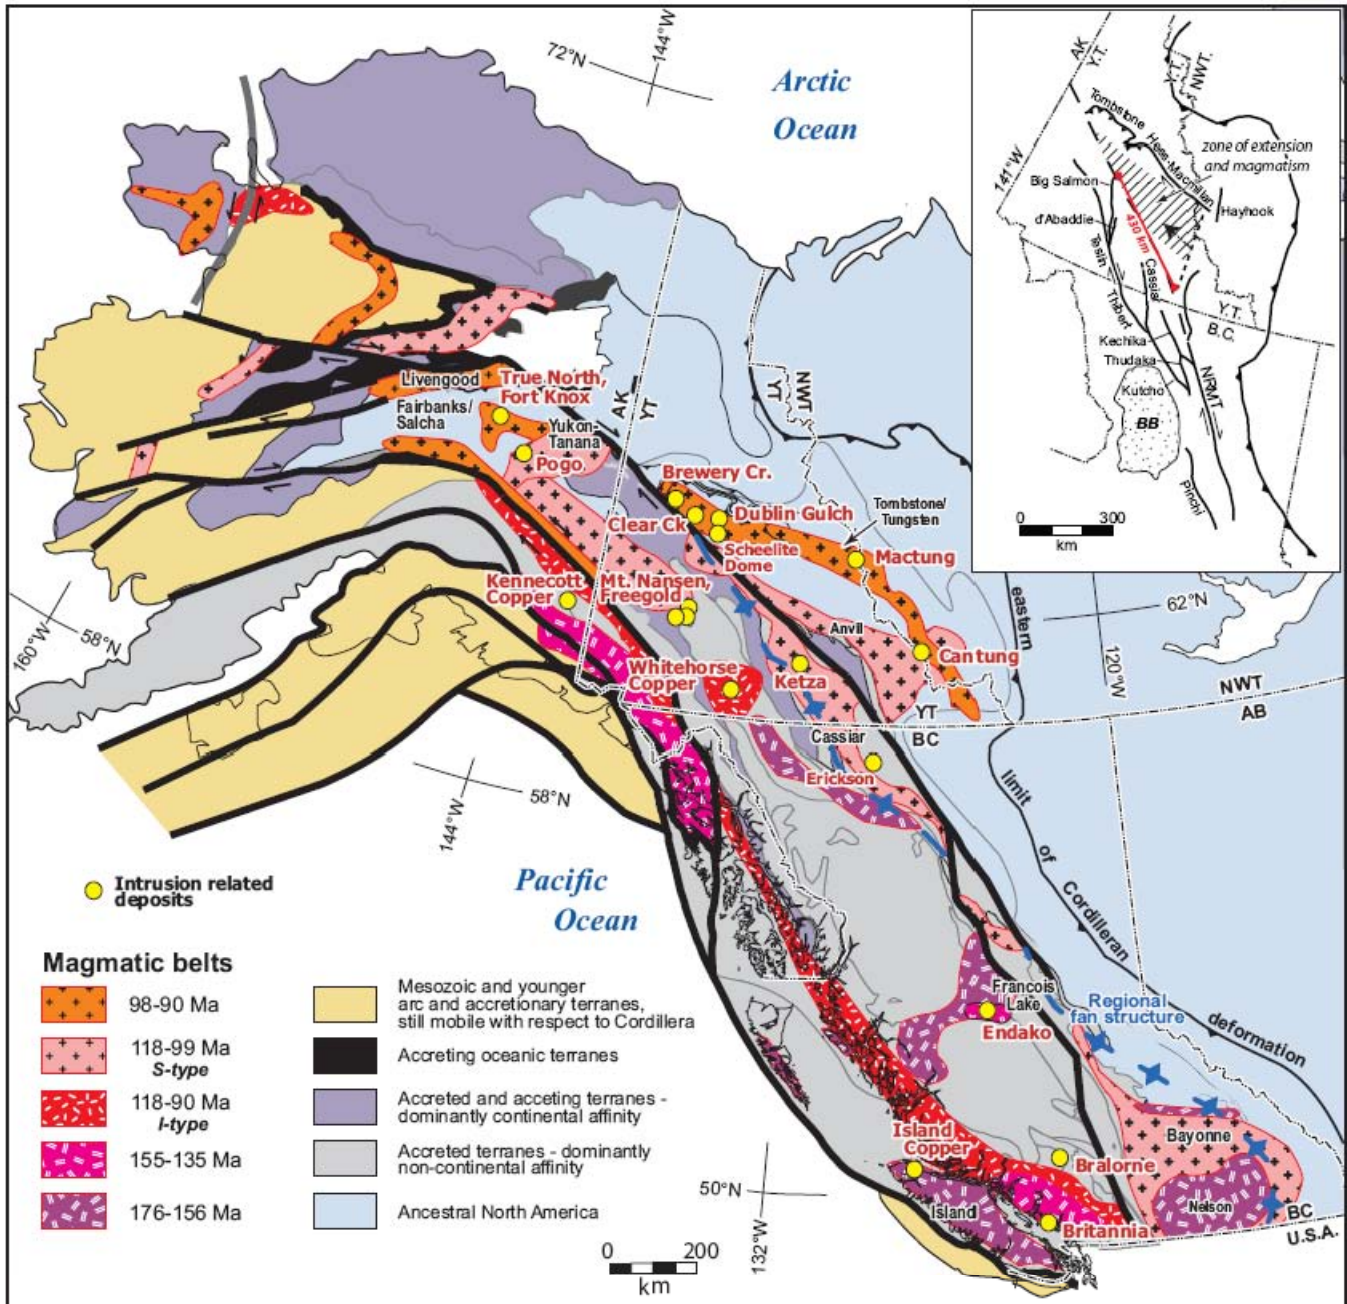 72°N
144°W
Arctic
Ocean
AK
Y.T.
Y.T.
NWT.
Tombstone
Hess-Macmillan
zone of extension
and magmatism
141°W
Big Salmon
Hayhook
d'Abaddie
430 km
Teslin
Cassiar
Thibert
Y.T.
B.C.
Kechika
Thudaka
Kutcho
NRMT
BB
Pinchi
0 300
km
Livengood
True North,
Fort Knox
Fairbanks/
Salcha
Yukon-
Tanana
Pogo
AK
YT
NWT
YT
Brewery Cr.
Clear Ck
Dublin Gulch
Tombstone/
Tungsten
Scheelite
Dome
Mactung
Kennecott
Copper
Mt. Nansen,
Freegold
62°N
160°W
58°N
Anvil
eastern
Cantung
120°W
Whitehorse
Copper
Ketza
NWT
AB
YT
BC
Cassiar
Erickson
58°N
144°W
limit
of
Cordilleran
deformation
Pacific
Ocean
Intrusion related
deposits
Magmatic belts
98-90 Ma
118-99 Ma
S-type
118-90 Ma
I-type
155-135 Ma
176-156 Ma
Mesozoic and younger
arc and accretionary terranes,
still mobile with respect to Cordillera
Accreting oceanic terranes
Accreted and acceting terranes -
dominantly continental affinity
Accreted terranes - dominantly
non-continental affinity
Ancestral North America
Francois
Lake
Endako
Regional
fan structure
Island
Copper
Bralorne
Bayonne
Nelson
Island
Britannia
BC
U.S.A.
50°N
132°W
0 200
km